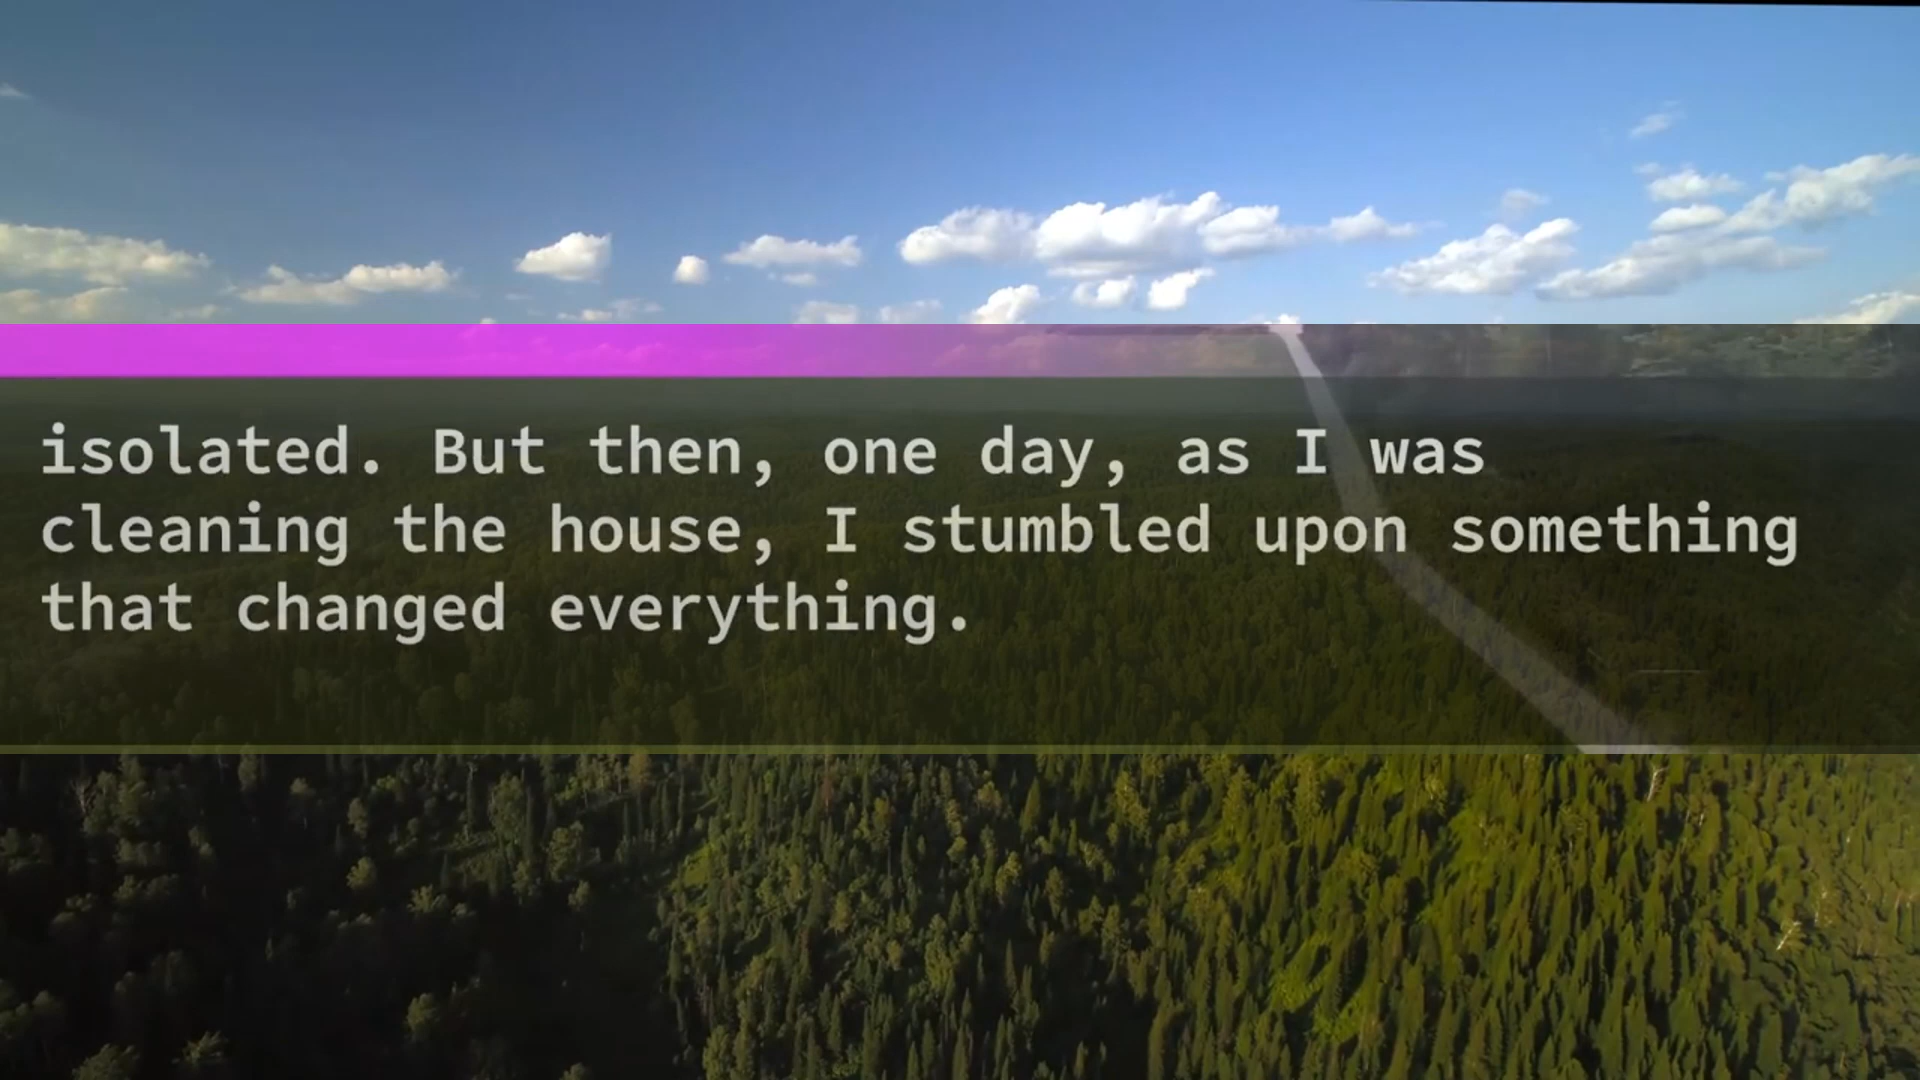 isolated. But then, one day, as I was
cleaning the house, I stumbled upon something
that changed everything.